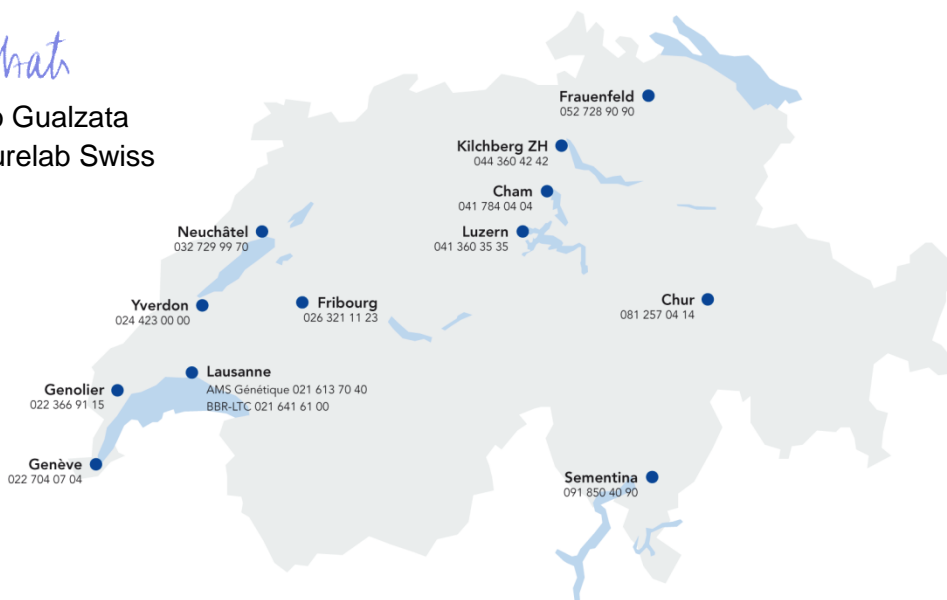 Gualzata
Swiss
Frauenfeld
052 728 90 90
Kilchberg ZH
044 360 42 42
Cham
041 784 04 04
Neuchâtel
032 729 99 70
Luzern
041 360 35 35
Yverdon
024 423 00 00
Fribourg
026 321 11 23
Chur
081 257 04 14
Lausanne
AMS Génétique 021 613 70 40
BBR-LTC 021 641 61 00
Genolier
022 366 91 15
Genève
022 704 07 04
Sementina
091 850 40 90